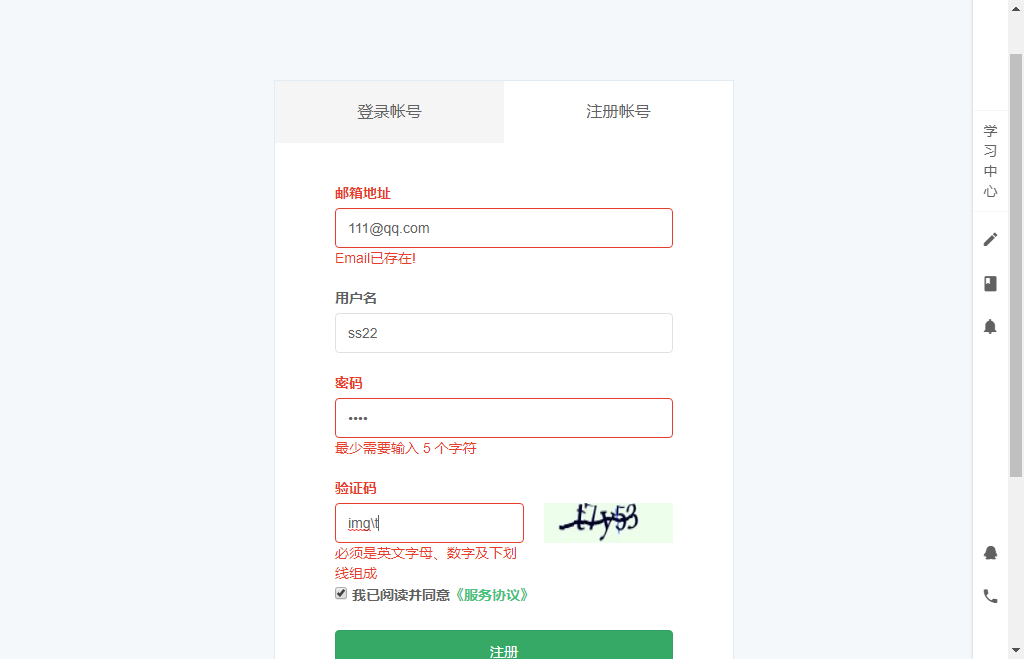 登录帐号
注册帐号
邮箱地址
111@qq.com
Email已存在!
用户名
ss22
密码
••••
最少需要输入 5 个字符
验证码
img\t
t7y53
必须是英文字母、数字及下划
线组成
我已阅读并同意《服务协议》
注册
学
习
中
心